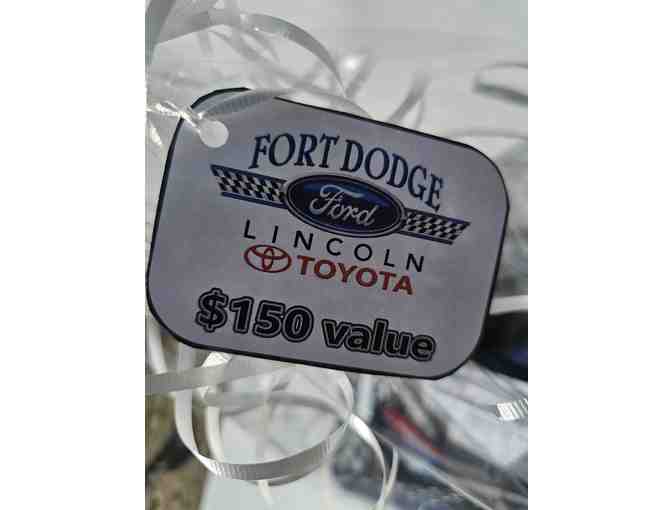 FORT DODGE
Ford
LINCOLN
TOYOTA
$150 value